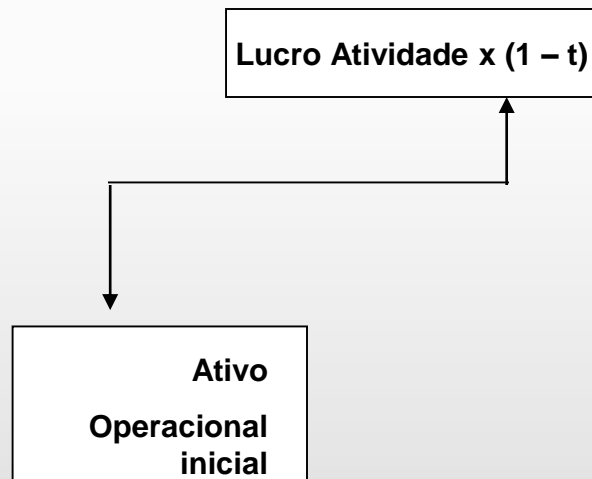 Lucro Atividade x (1 – t)
Ativo
Operacional
inicial